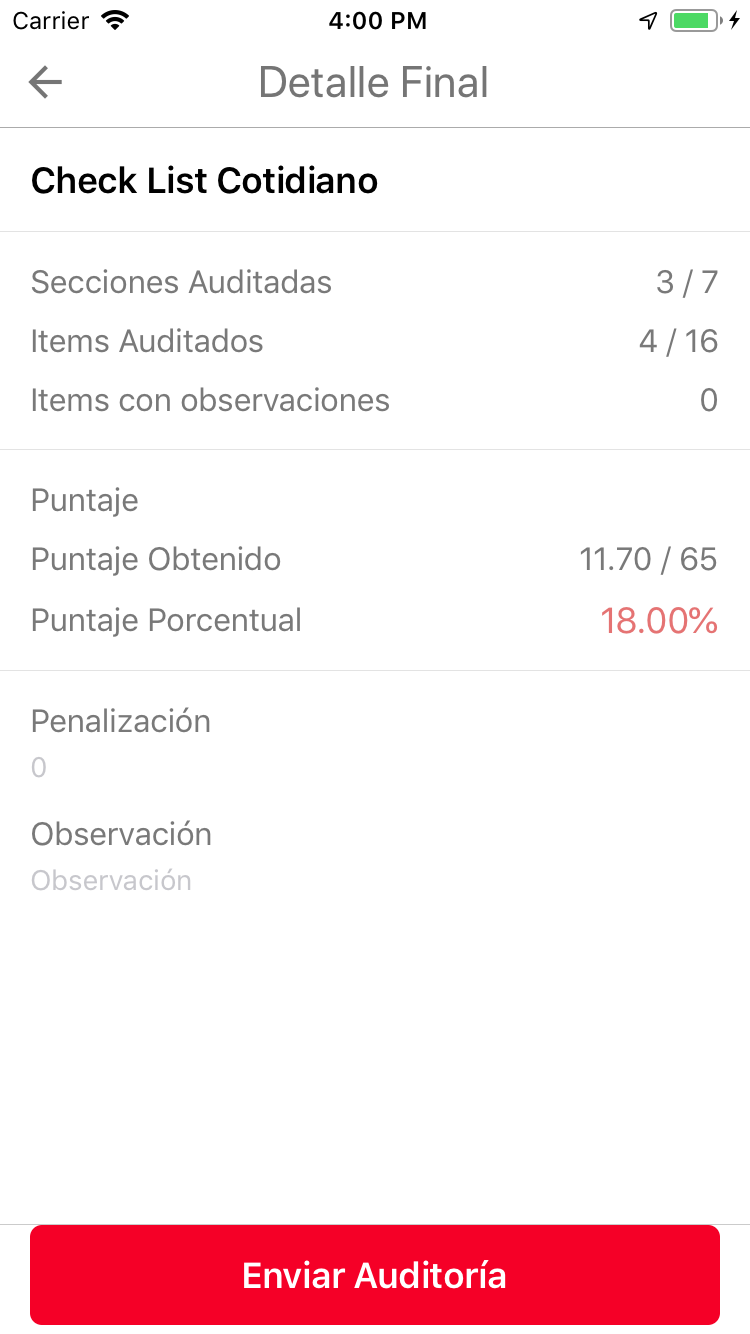 Carrier 4:00 PM
Detalle Final
Check List Cotidiano
Secciones Auditadas 3 / 7
Items Auditados 4 / 16
Items con observaciones 0
Puntaje
Puntaje Obtenido 11.70 / 65
Puntaje Porcentual 18.00%
Penalización
0
Observación
Observación
Enviar Auditoría